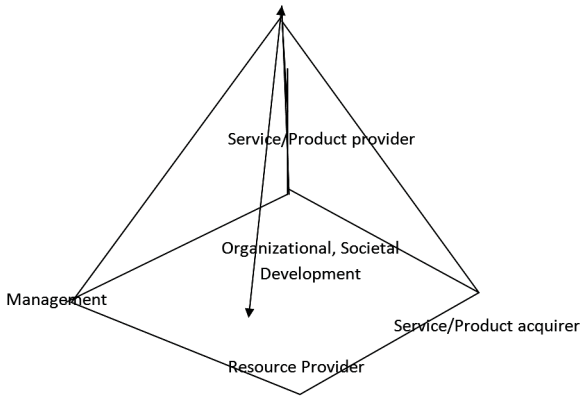 Service/Product provider
Organizational, Societal
Development
Management
Service/Product acquirer
Resource Provider